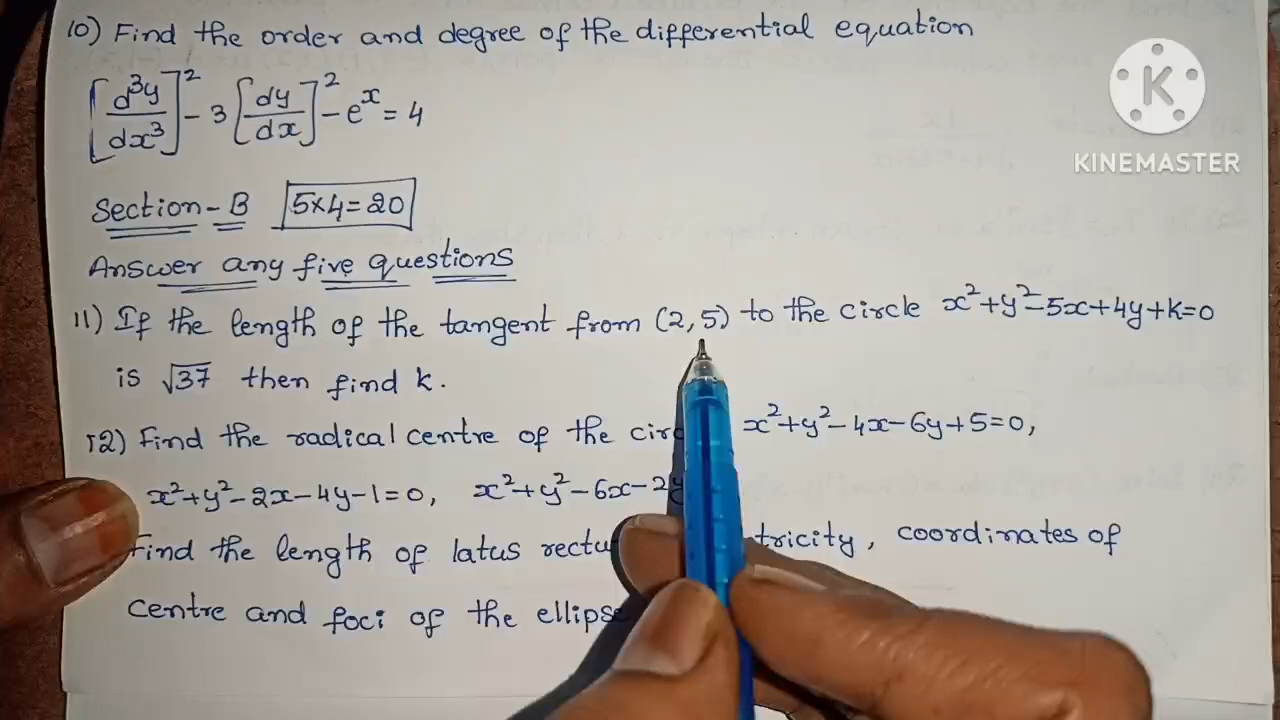 10) Find the order and degree of the differential equation
[d³y/dx³]² - 3 [dy/dx]² - eˣ = 4
Section - B 5×4=20
Answer any five questions
11) If the length of the tangent from (2,5) to the circle x²+y²-5x+4y+k=0
is √37 then find k.
12) Find the radical centre of the x²+y²-4x-6y+5=0,
x²+y²-2x-4y-1=0, x²+y²-6x-2y
Find the length of latus coordinates of
centre and foci of the ellipse
K
KINEMASTER